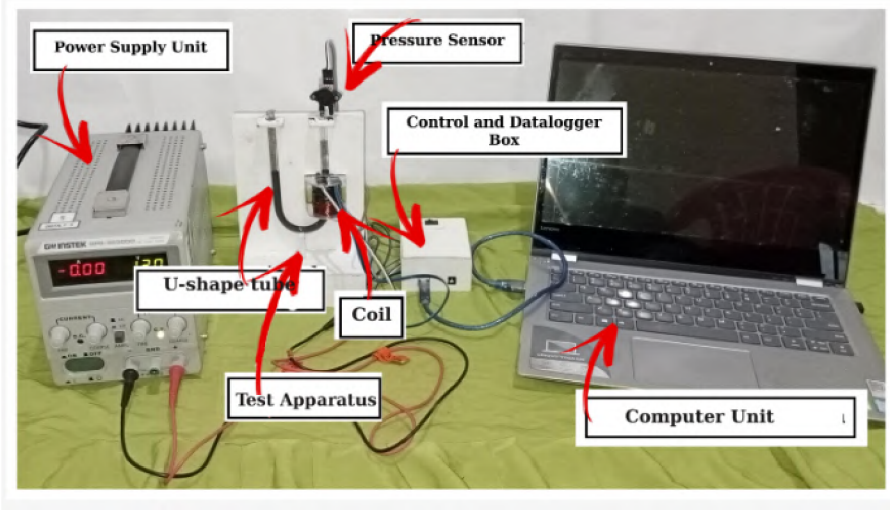 Power Supply Unit
Pressure Sensor
Control and Datalogger
Box
GW INSTEK
-0.00
U-shape tube
Coil
Test Apparatus
Computer Unit
Lenovo
CURRENT